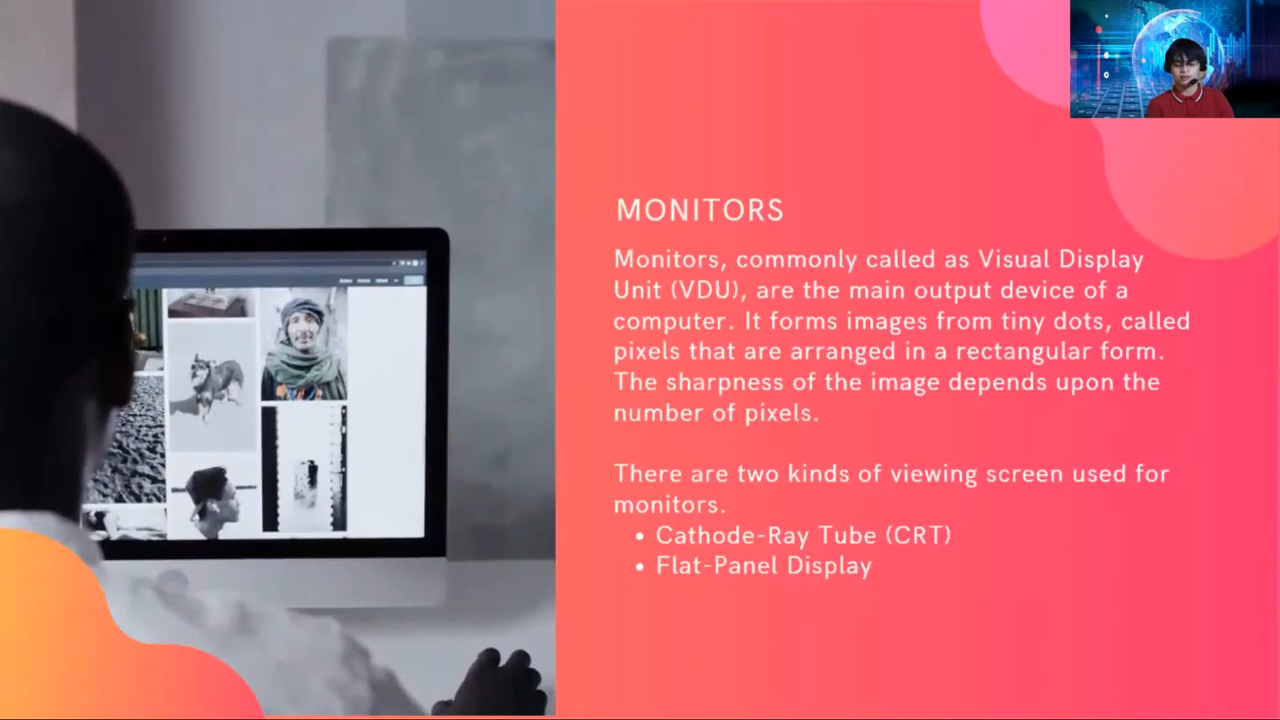 MONITORS
Monitors, commonly called as Visual Display
Unit (VDU), are the main output device of a
computer. It forms images from tiny dots, called
pixels that are arranged in a rectangular form.
The sharpness of the image depends upon the
number of pixels.
There are two kinds of viewing screen used for
monitors.
• Cathode-Ray Tube (CRT)
• Flat-Panel Display